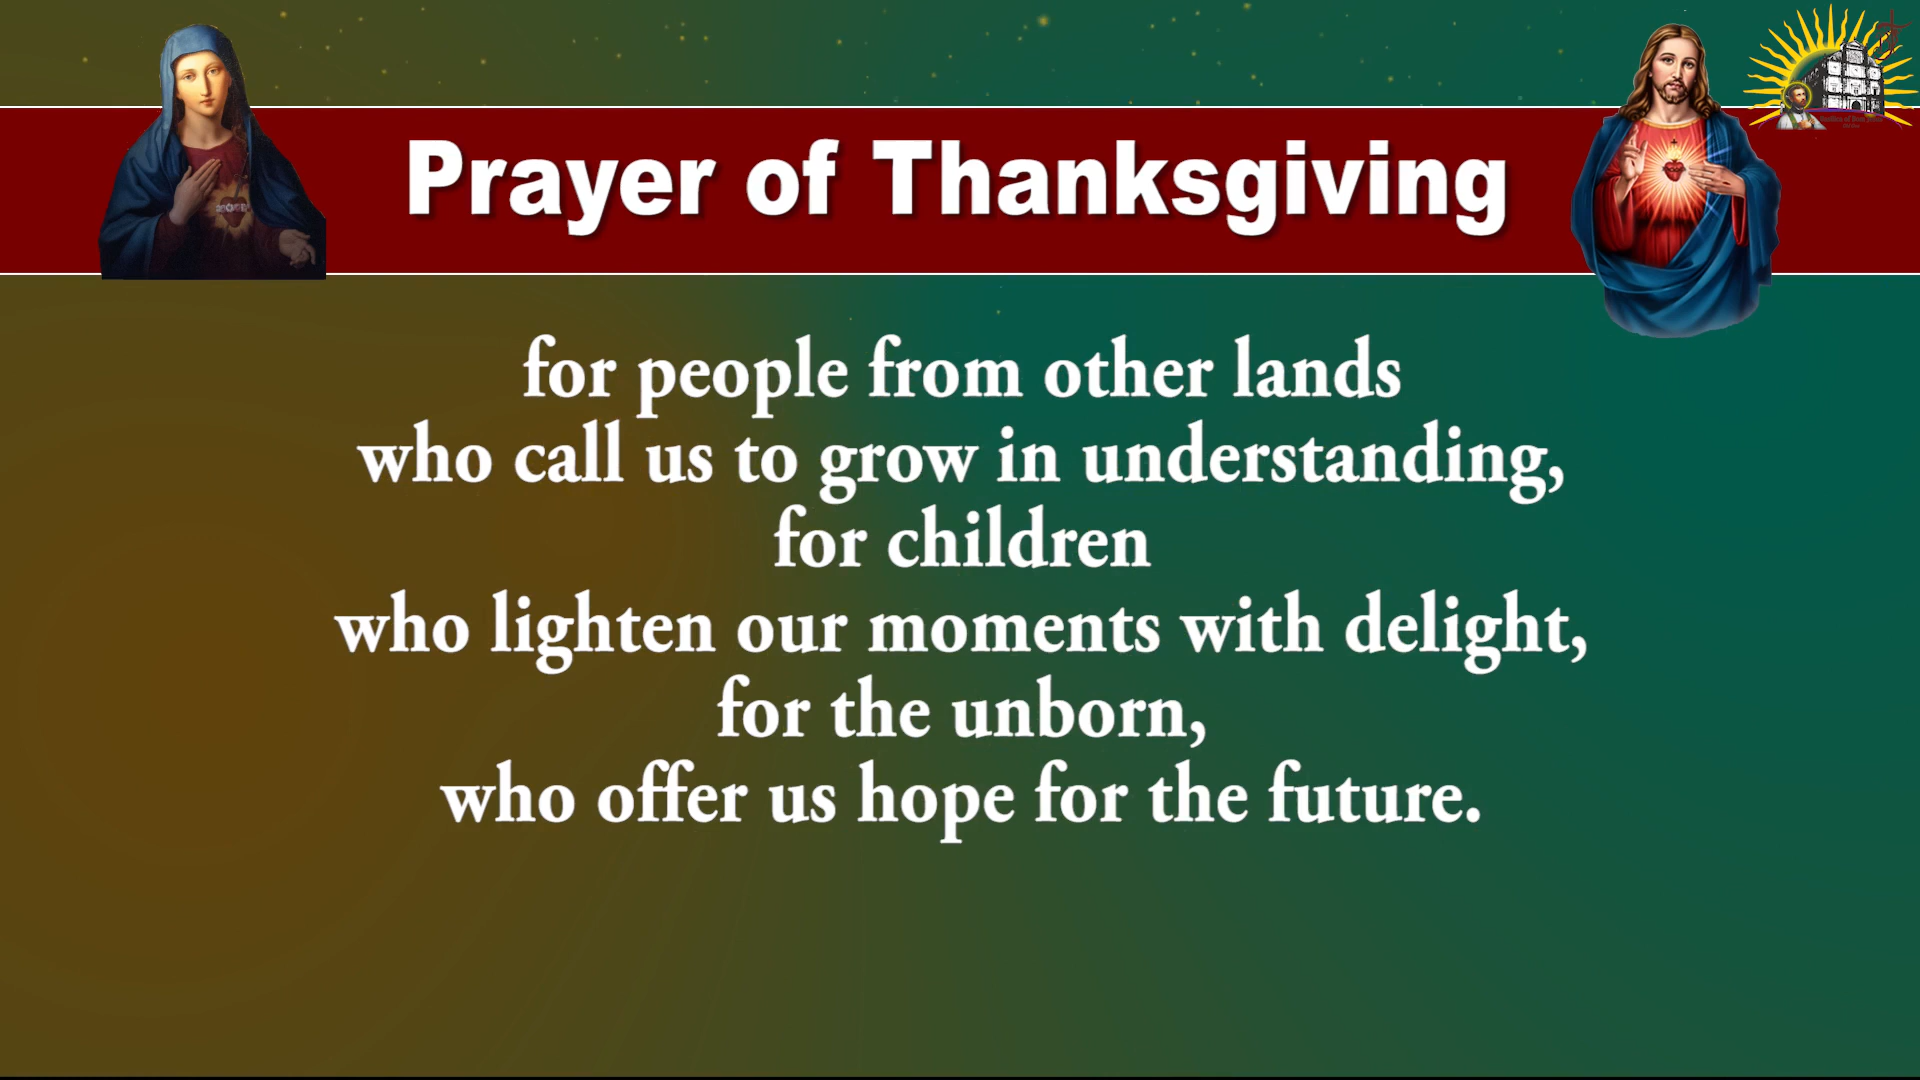 Prayer of Thanksgiving
for people from other lands
who call us to grow in understanding,
for children
who lighten our moments with delight,
for the unborn,
who offer us hope for the future.